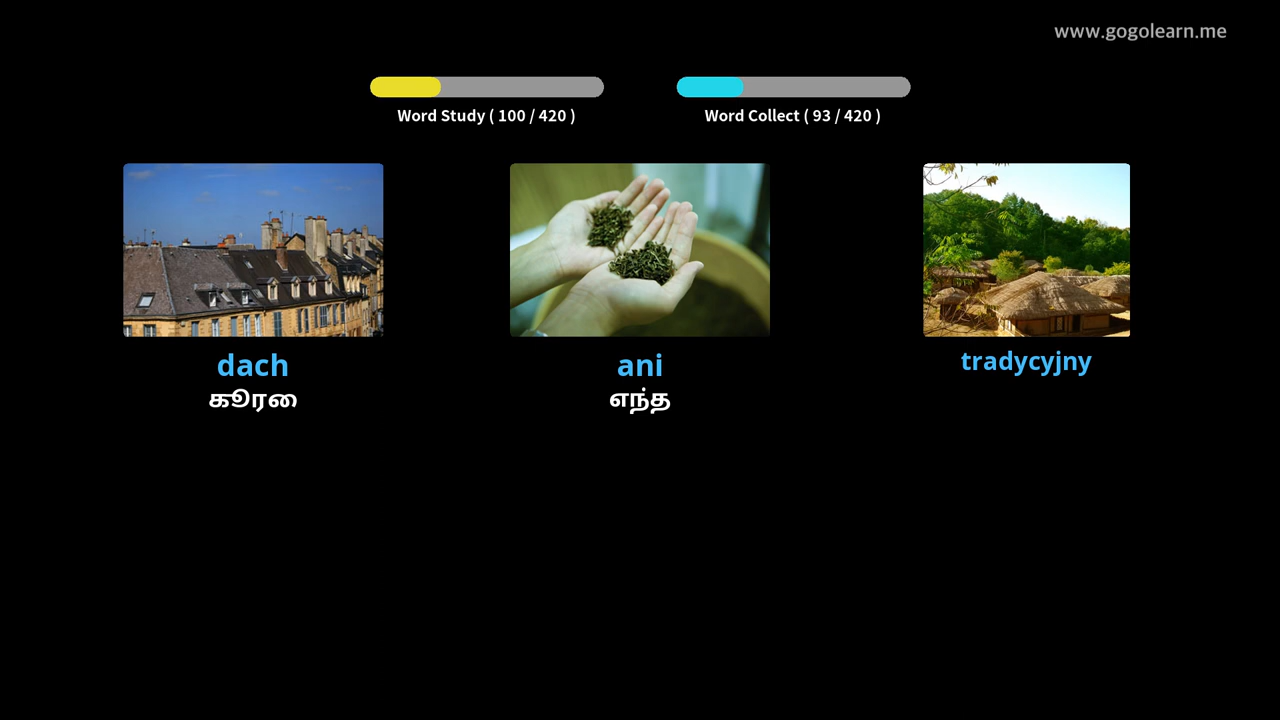 www.gogolearn.me
Word Study ( 100 / 420 )
Word Collect ( 93 / 420 )
dach
ani
tradycyjny
கூரை
எந்த